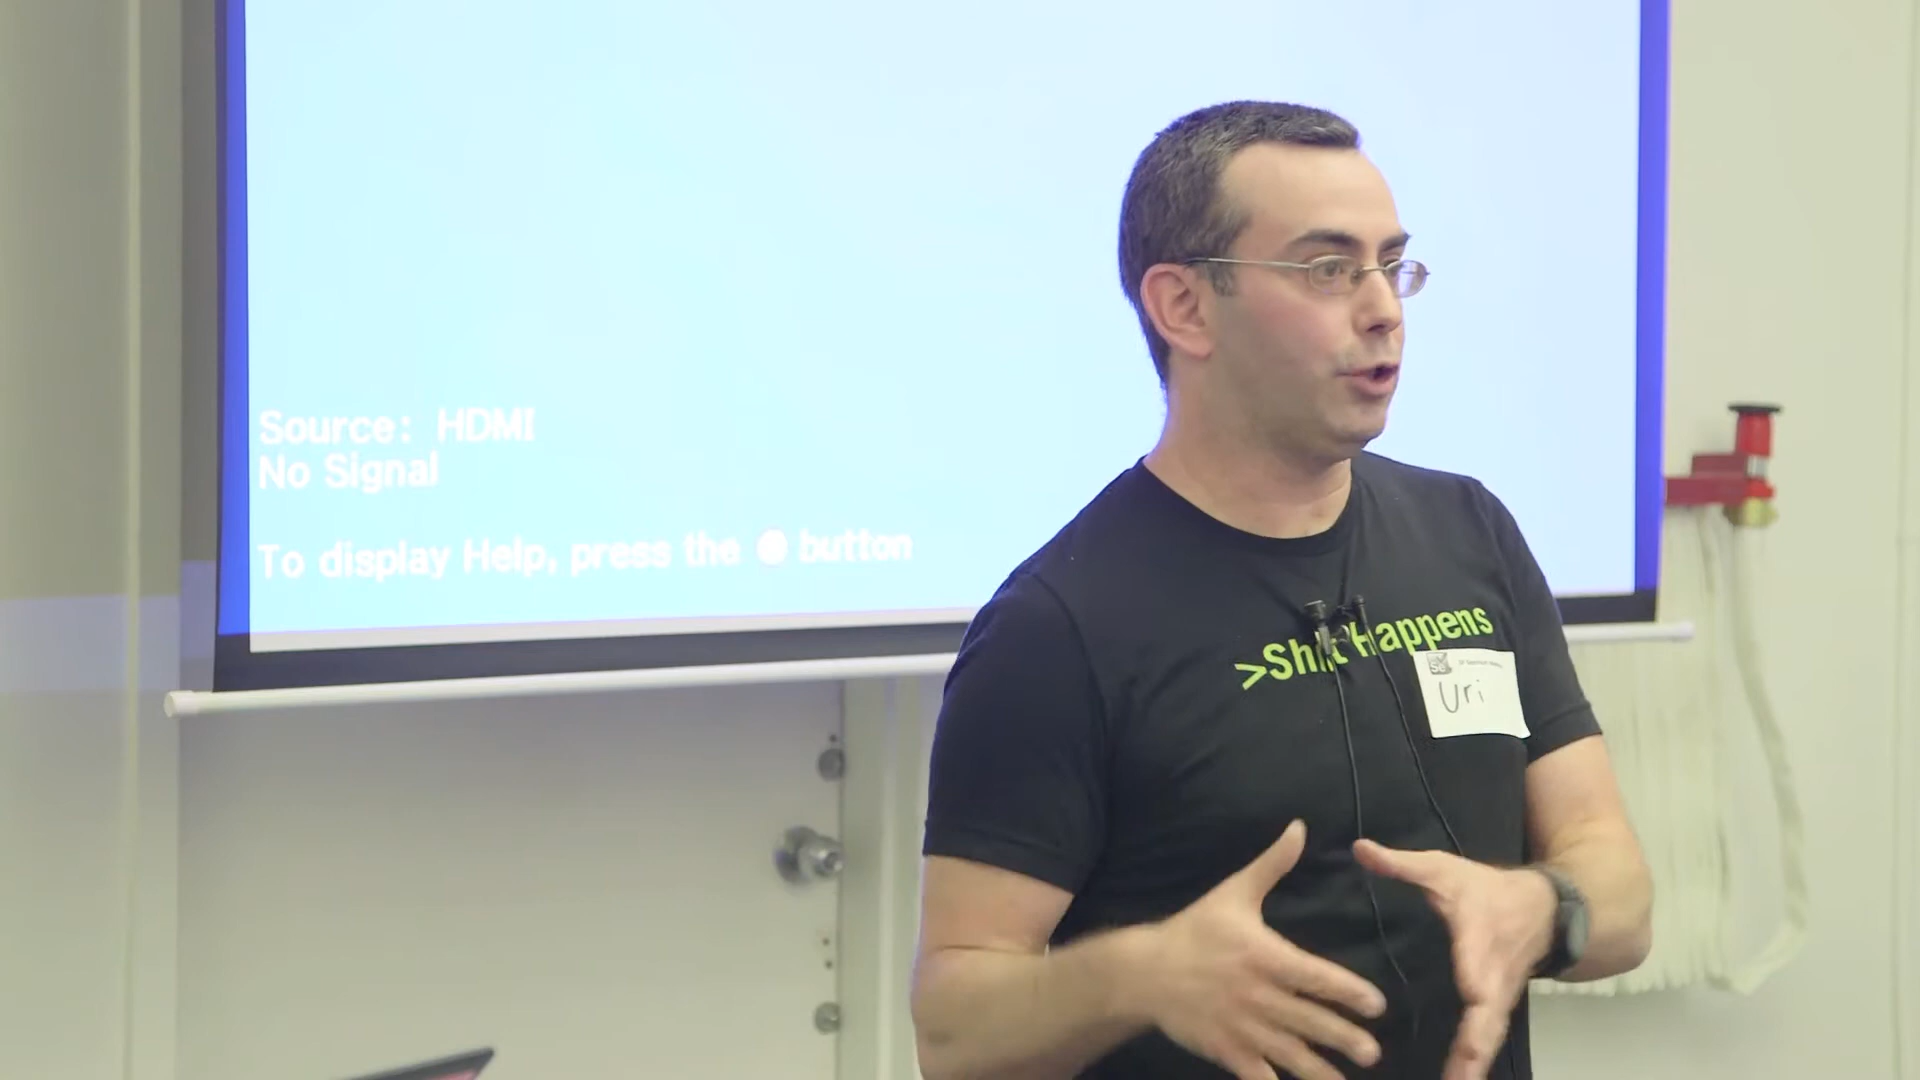 Source: HDMI
No Signal
To display Help, press the button
>Shift Happens
Uri